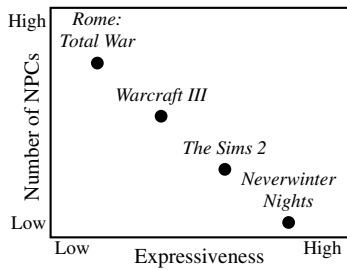 High
Rome:
Total War
Warcraft III
The Sims 2
Neverwinter
Nights
Number of NPCs
Low
Low
High
Expressiveness